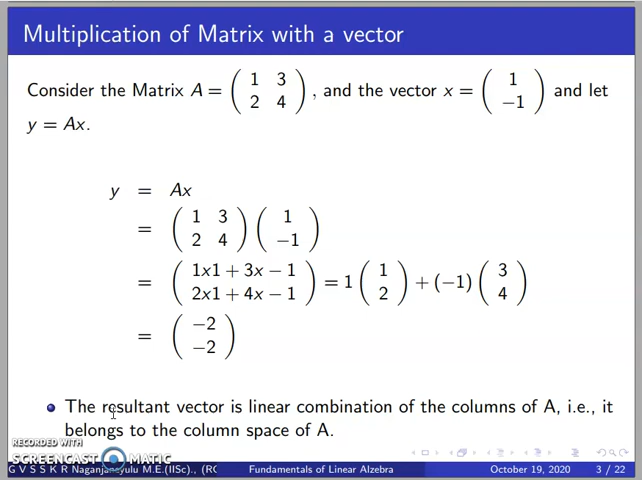 Multiplication of Matrix with a vector
Consider the Matrix A = ( 1 3 ; 2 4 ) , and the vector x = ( 1 ; −1 ) and let
y = Ax.
y = Ax
= ( 1 3 ; 2 4 ) ( 1 ; −1 )
= ( 1x1 + 3x − 1 ; 2x1 + 4x − 1 ) = 1 ( 1 ; 2 ) + (−1) ( 3 ; 4 )
= ( −2 ; −2 )
The resultant vector is linear combination of the columns of A, i.e., it
belongs to the column space of A.
RECORDED WITH
SCREENCAST MATIC
G V S S K R Naganjaneyulu M.E.(IISc)., (RC Fundamentals of Linear Alzebra October 19, 2020 3 / 22